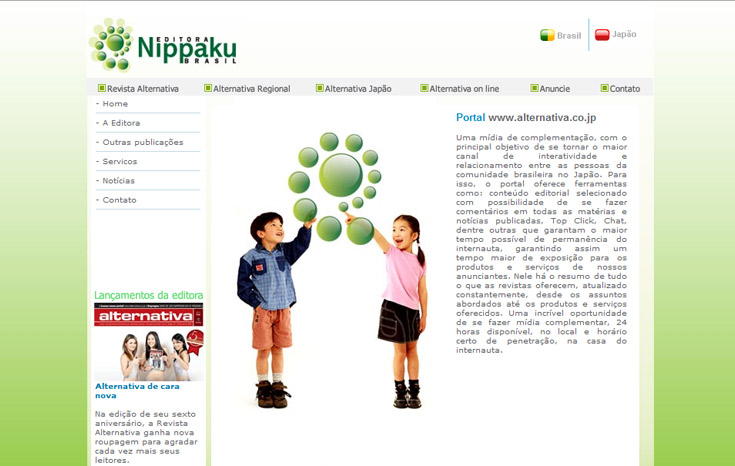 EDITORA
Nippaku
BRASIL
Brasil
Japão
Revista Alternativa
Alternativa Regional
Alternativa Japão
Alternativa on line
Anuncie
Contato
- Home
- A Editora
- Outras publicações
- Servicos
- Notícias
- Contato
Lançamentos da editora
alternativa
Alternativa de cara
nova
Na edição de seu sexto
aniversário, a Revista
Alternativa ganha nova
roupagem para agradar
cada vez mais seus
leitores.
Portal www.alternativa.co.jp
Uma mídia de complementação, com o
principal objetivo de se tornar o maior
canal de interatividade e
relacionamento entre as pessoas da
comunidade brasileira no Japão. Para
isso, o portal oferece ferramentas
como: conteúdo editorial selecionado
com possibilidade de se fazer
comentários em todas as matérias e
notícias publicadas, Top Click, Chat,
dentre outras que garantam o maior
tempo possível de permanência do
internauta, garantindo assim um
tempo maior de exposição para os
produtos e serviços de nossos
anunciantes. Nele há o resumo de tudo
o que as revistas oferecem, atualizado
constantemente, desde os assuntos
abordados até os produtos e serviços
oferecidos. Uma incrível oportunidade
de se fazer mídia complementar, 24
horas disponível, no local e horário
certo de penetração, na casa do
internauta.